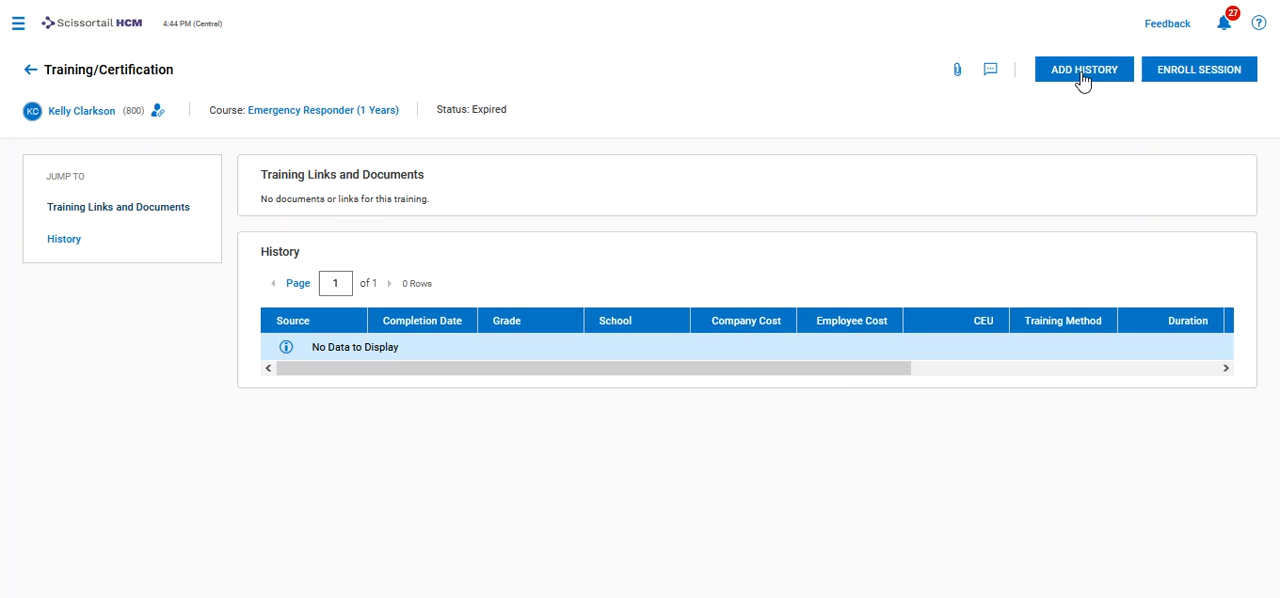 Scissortail HCM 4:44 PM (Central) Feedback 27
Training/Certification ADD HISTORY ENROLL SESSION
KC Kelly Clarkson (800) Course: Emergency Responder (1 Years) Status: Expired
JUMP TO
Training Links and Documents
History
Training Links and Documents
No documents or links for this training.
History
Page 1 of 1 0 Rows
Source Completion Date Grade School Company Cost Employee Cost CEU Training Method Duration
No Data to Display